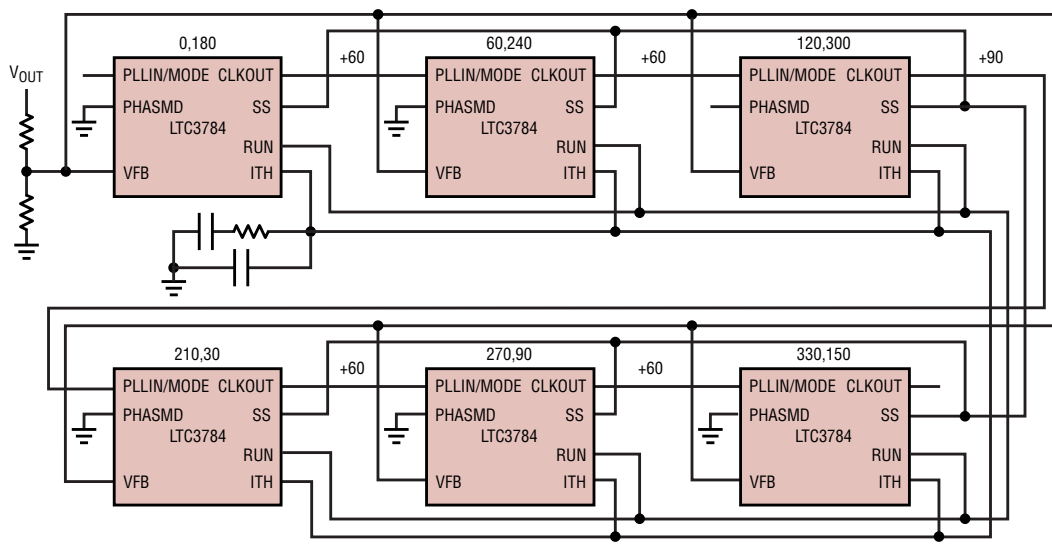 0,180
60,240
120,300
+60
+60
+90
VOUT
PLLIN/MODE CLKOUT
PHASMD SS
LTC3784
RUN
VFB ITH
PLLIN/MODE CLKOUT
PHASMD SS
LTC3784
RUN
VFB ITH
PLLIN/MODE CLKOUT
PHASMD SS
LTC3784
RUN
VFB ITH
210,30
270,90
330,150
+60
+60
PLLIN/MODE CLKOUT
PHASMD SS
LTC3784
RUN
VFB ITH
PLLIN/MODE CLKOUT
PHASMD SS
LTC3784
RUN
VFB ITH
PLLIN/MODE CLKOUT
PHASMD SS
LTC3784
RUN
VFB ITH